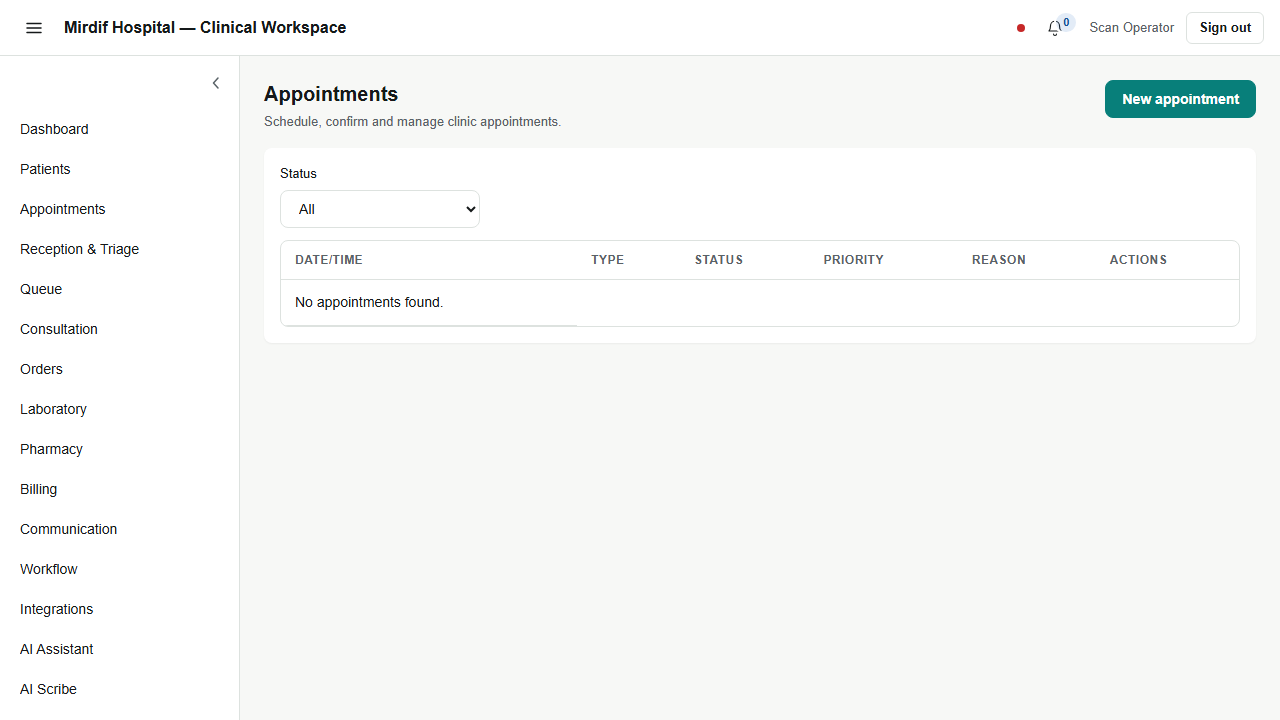 Mirdif Hospital — Clinical Workspace
0
Scan Operator
Sign out
Dashboard
Patients
Appointments
Reception & Triage
Queue
Consultation
Orders
Laboratory
Pharmacy
Billing
Communication
Workflow
Integrations
AI Assistant
AI Scribe
Appointments
Schedule, confirm and manage clinic appointments.
New appointment
Status
All
DATE/TIME TYPE STATUS PRIORITY REASON ACTIONS
No appointments found.